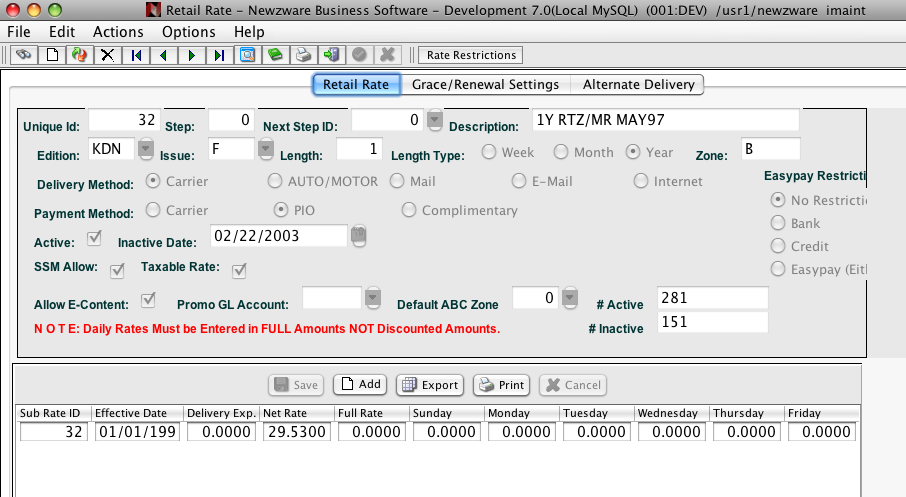 Retail Rate – Newzware Business Software – Development 7.0(Local MySQL) (001:DEV) /usr1/newzware imaint
File Edit Actions Options Help
Rate Restrictions
Retail Rate Grace/Renewal Settings Alternate Delivery
Unique Id: 32 Step: 0 Next Step ID: 0 Description: 1Y RTZ/MR MAY97
Edition: KDN Issue: F Length: 1 Length Type: Week Month Year Zone: B
Delivery Method: Carrier AUTO/MOTOR Mail E-Mail Internet Easypay Restricti
Payment Method: Carrier PIO Complimentary No Restrictio
Bank
Active: Inactive Date: 02/22/2003 Credit
SSM Allow: Taxable Rate: Easypay (Eitl
Allow E-Content: Promo GL Account: Default ABC Zone 0 # Active 281
N O T E: Daily Rates Must be Entered in FULL Amounts NOT Discounted Amounts. # Inactive 151
Save Add Export Print Cancel
Sub Rate ID Effective Date Delivery Exp. Net Rate Full Rate Sunday Monday Tuesday Wednesday Thursday Friday
32 01/01/199 0.0000 29.5300 0.0000 0.0000 0.0000 0.0000 0.0000 0.0000 0.0000